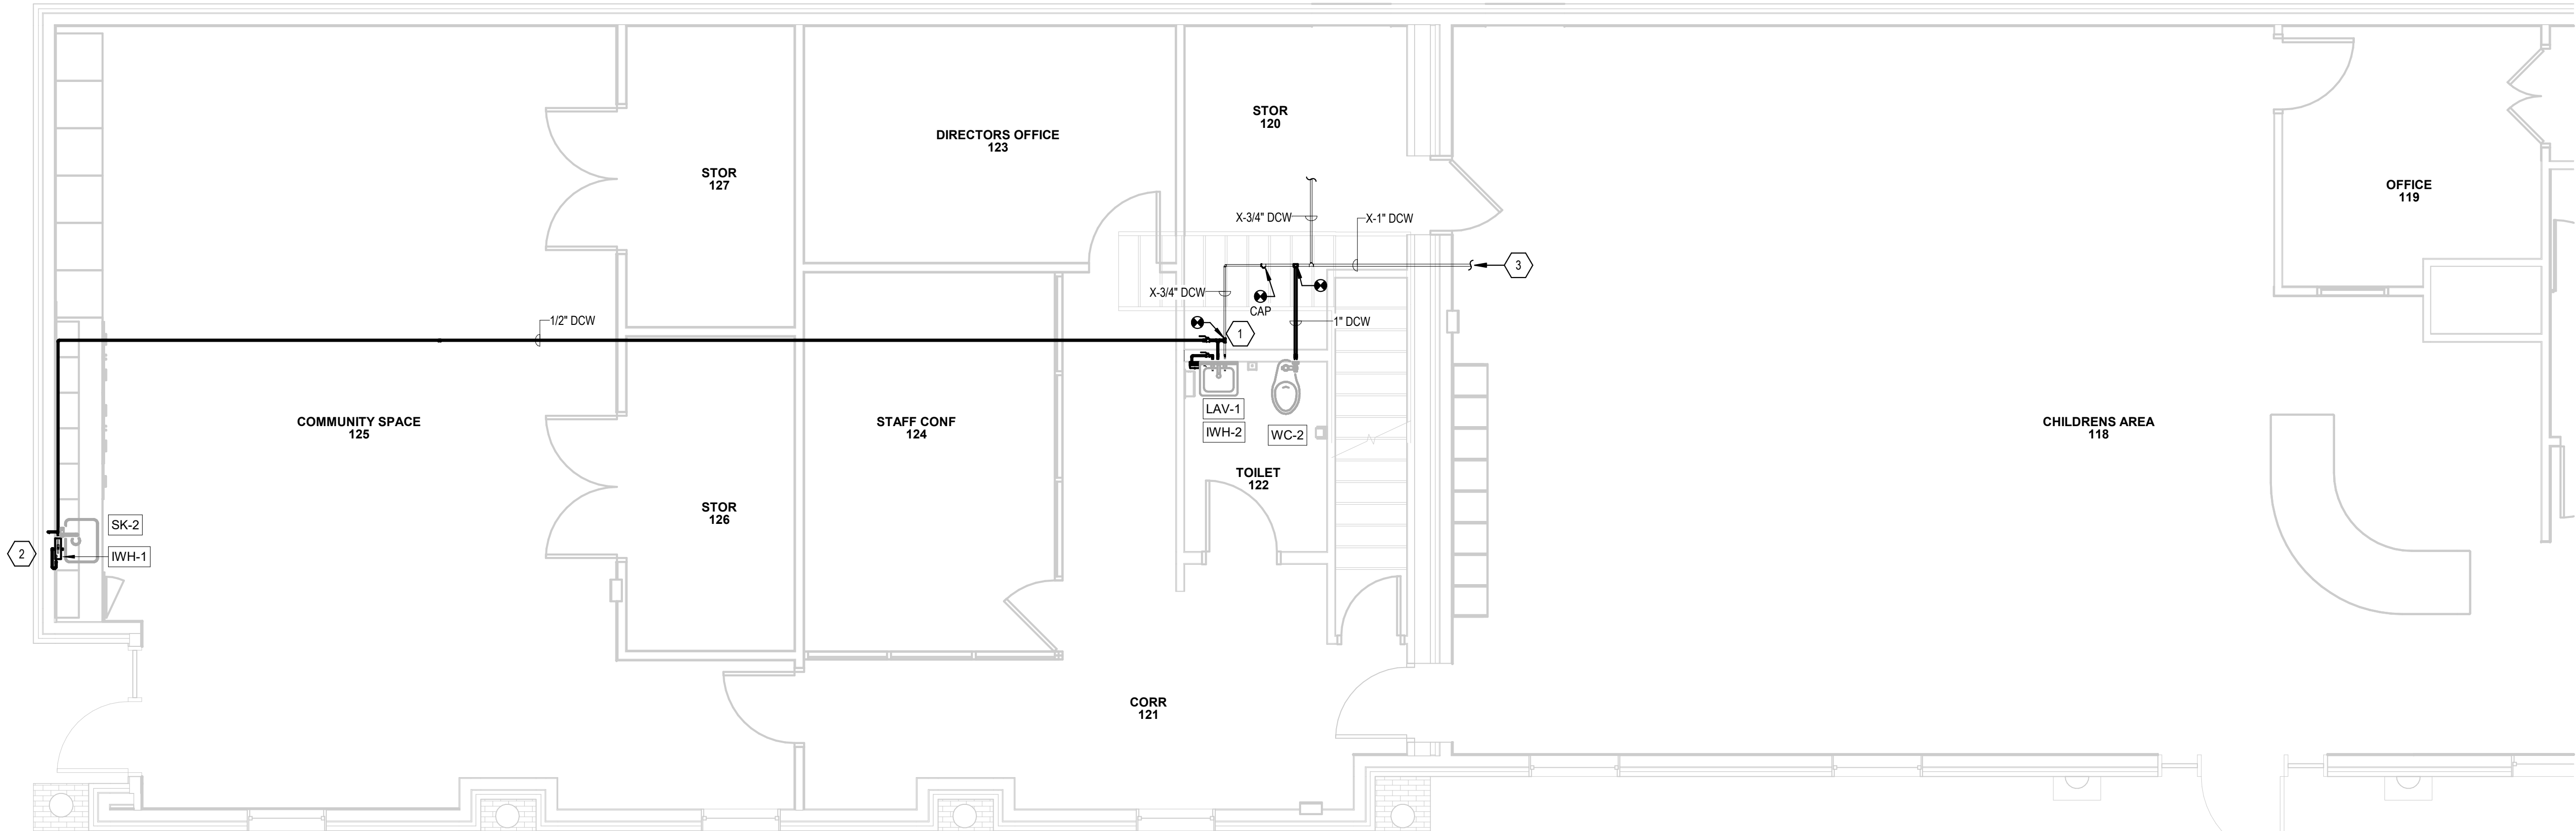 STOR
120
DIRECTORS OFFICE
123
STOR
127
OFFICE
119
X-3/4" DCW
X-1" DCW
3
X-3/4" DCW
CAP
1/2" DCW
1" DCW
1
LAV-1
IWH-2
WC-2
COMMUNITY SPACE
125
STAFF CONF
124
CHILDRENS AREA
118
TOILET
122
STOR
126
SK-2
2
IWH-1
CORR
121